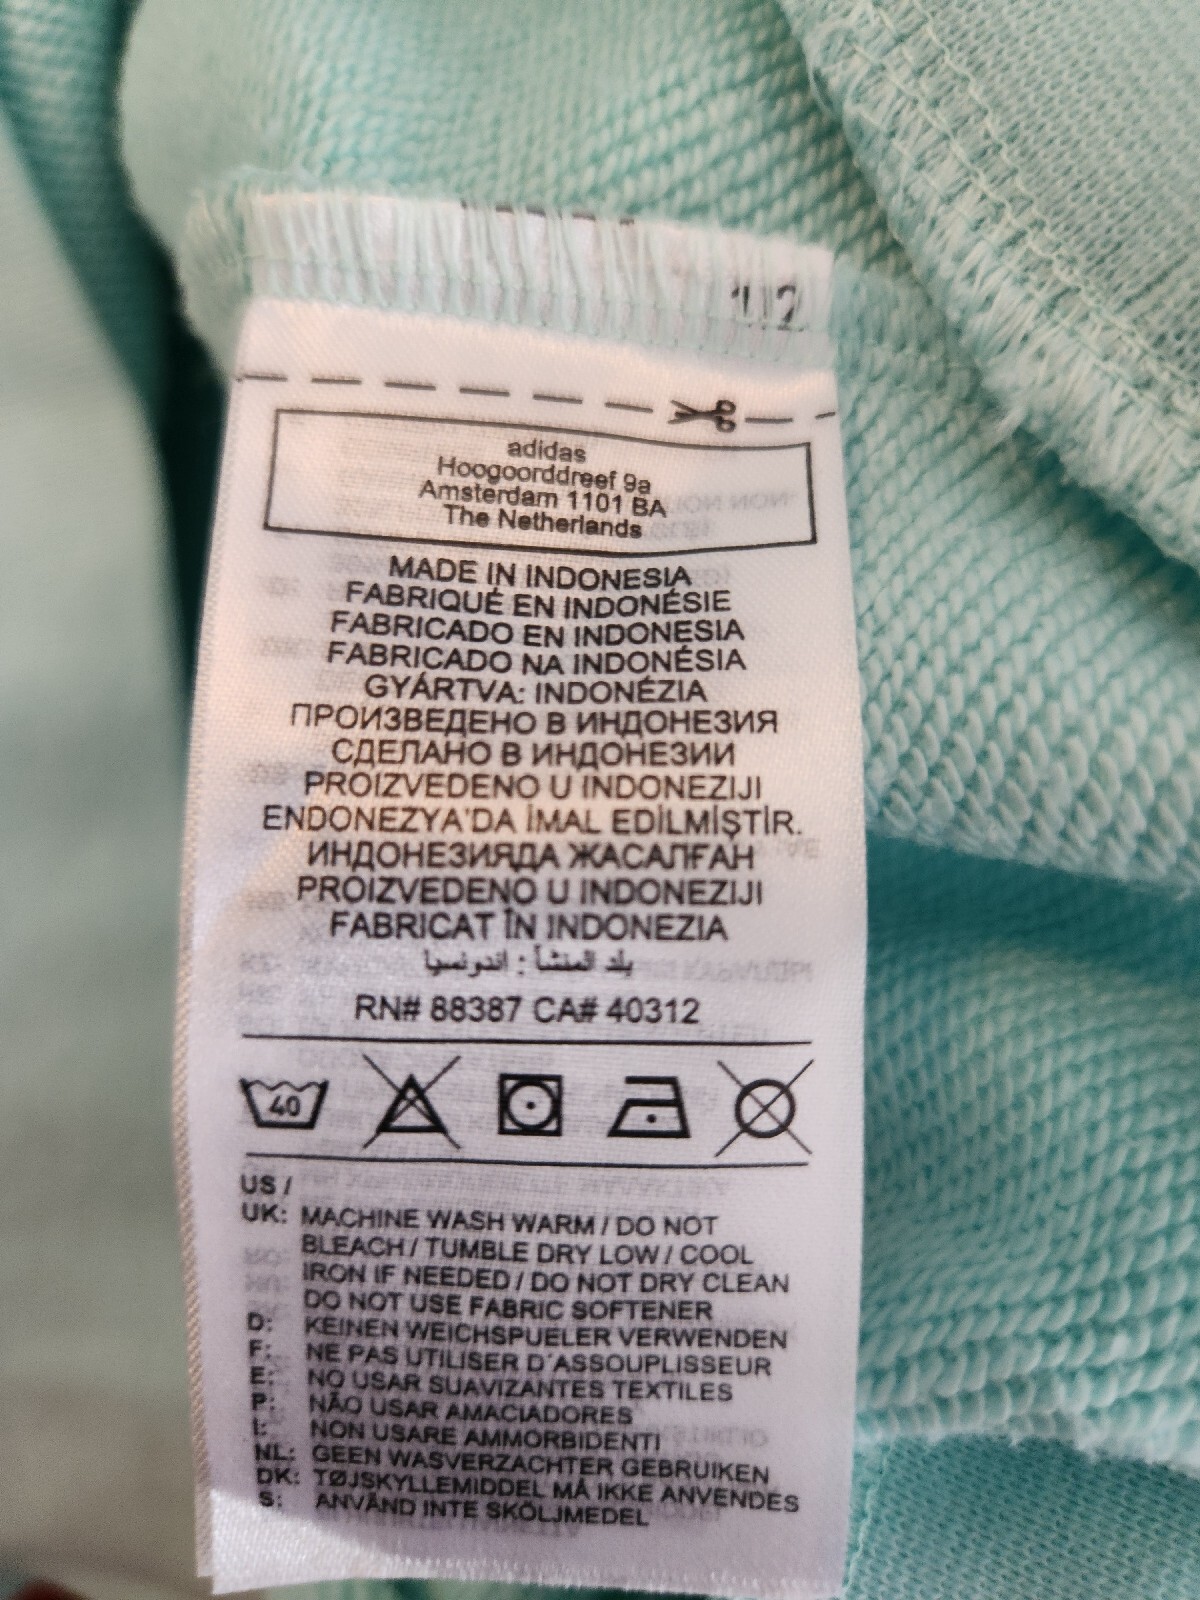 adidas
Hoogoorddreef 9a
Amsterdam 1101 BA
The Netherlands
MADE IN INDONESIA
FABRIQUÉ EN INDONÉSIE
FABRICADO EN INDONESIA
FABRICADO NA INDONÉSIA
GYÁRTVA: INDONÉZIA
ПРОИЗВЕДЕНО В ИНДОНЕЗИЯ
СДЕЛАНО В ИНДОНЕЗИИ
PROIZVEDENO U INDONEZIJI
ENDONEZYA'DA İMAL EDİLMİŞTİR.
ИНДОНЕЗИЯДА ЖАСАЛҒАН
PROIZVEDENO U INDONEZIJI
FABRICAT ÎN INDONEZIA
بلد المنشأ : اندونسيا
RN# 88387 CA# 40312
40
US /
UK: MACHINE WASH WARM / DO NOT
BLEACH / TUMBLE DRY LOW / COOL
IRON IF NEEDED / DO NOT DRY CLEAN
DO NOT USE FABRIC SOFTENER
D: KEINEN WEICHSPUELER VERWENDEN
F: NE PAS UTILISER D'ASSOUPLISSEUR
E: NO USAR SUAVIZANTES TEXTILES
P: NÃO USAR AMACIADORES
I: NON USARE AMMORBIDENTI
NL: GEEN WASVERZACHTER GEBRUIKEN
DK: TØJSKYLLEMIDDEL MÅ IKKE ANVENDES
S: ANVÄND INTE SKÖLJMEDEL